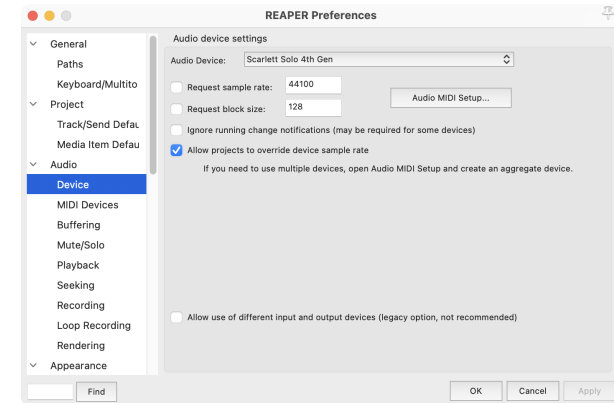 REAPER Preferences
General
Paths
Keyboard/Multito
Project
Track/Send Defau
Media Item Defau
Audio
Device
MIDI Devices
Buffering
Mute/Solo
Playback
Seeking
Recording
Loop Recording
Rendering
Appearance
Find
Audio device settings
Audio Device: Scarlett Solo 4th Gen
Request sample rate: 44100
Request block size: 128
Audio MIDI Setup...
Ignore running change notifications (may be required for some devices)
Allow projects to override device sample rate
If you need to use multiple devices, open Audio MIDI Setup and create an aggregate device.
Allow use of different input and output devices (legacy option, not recommended)
OK Cancel Apply